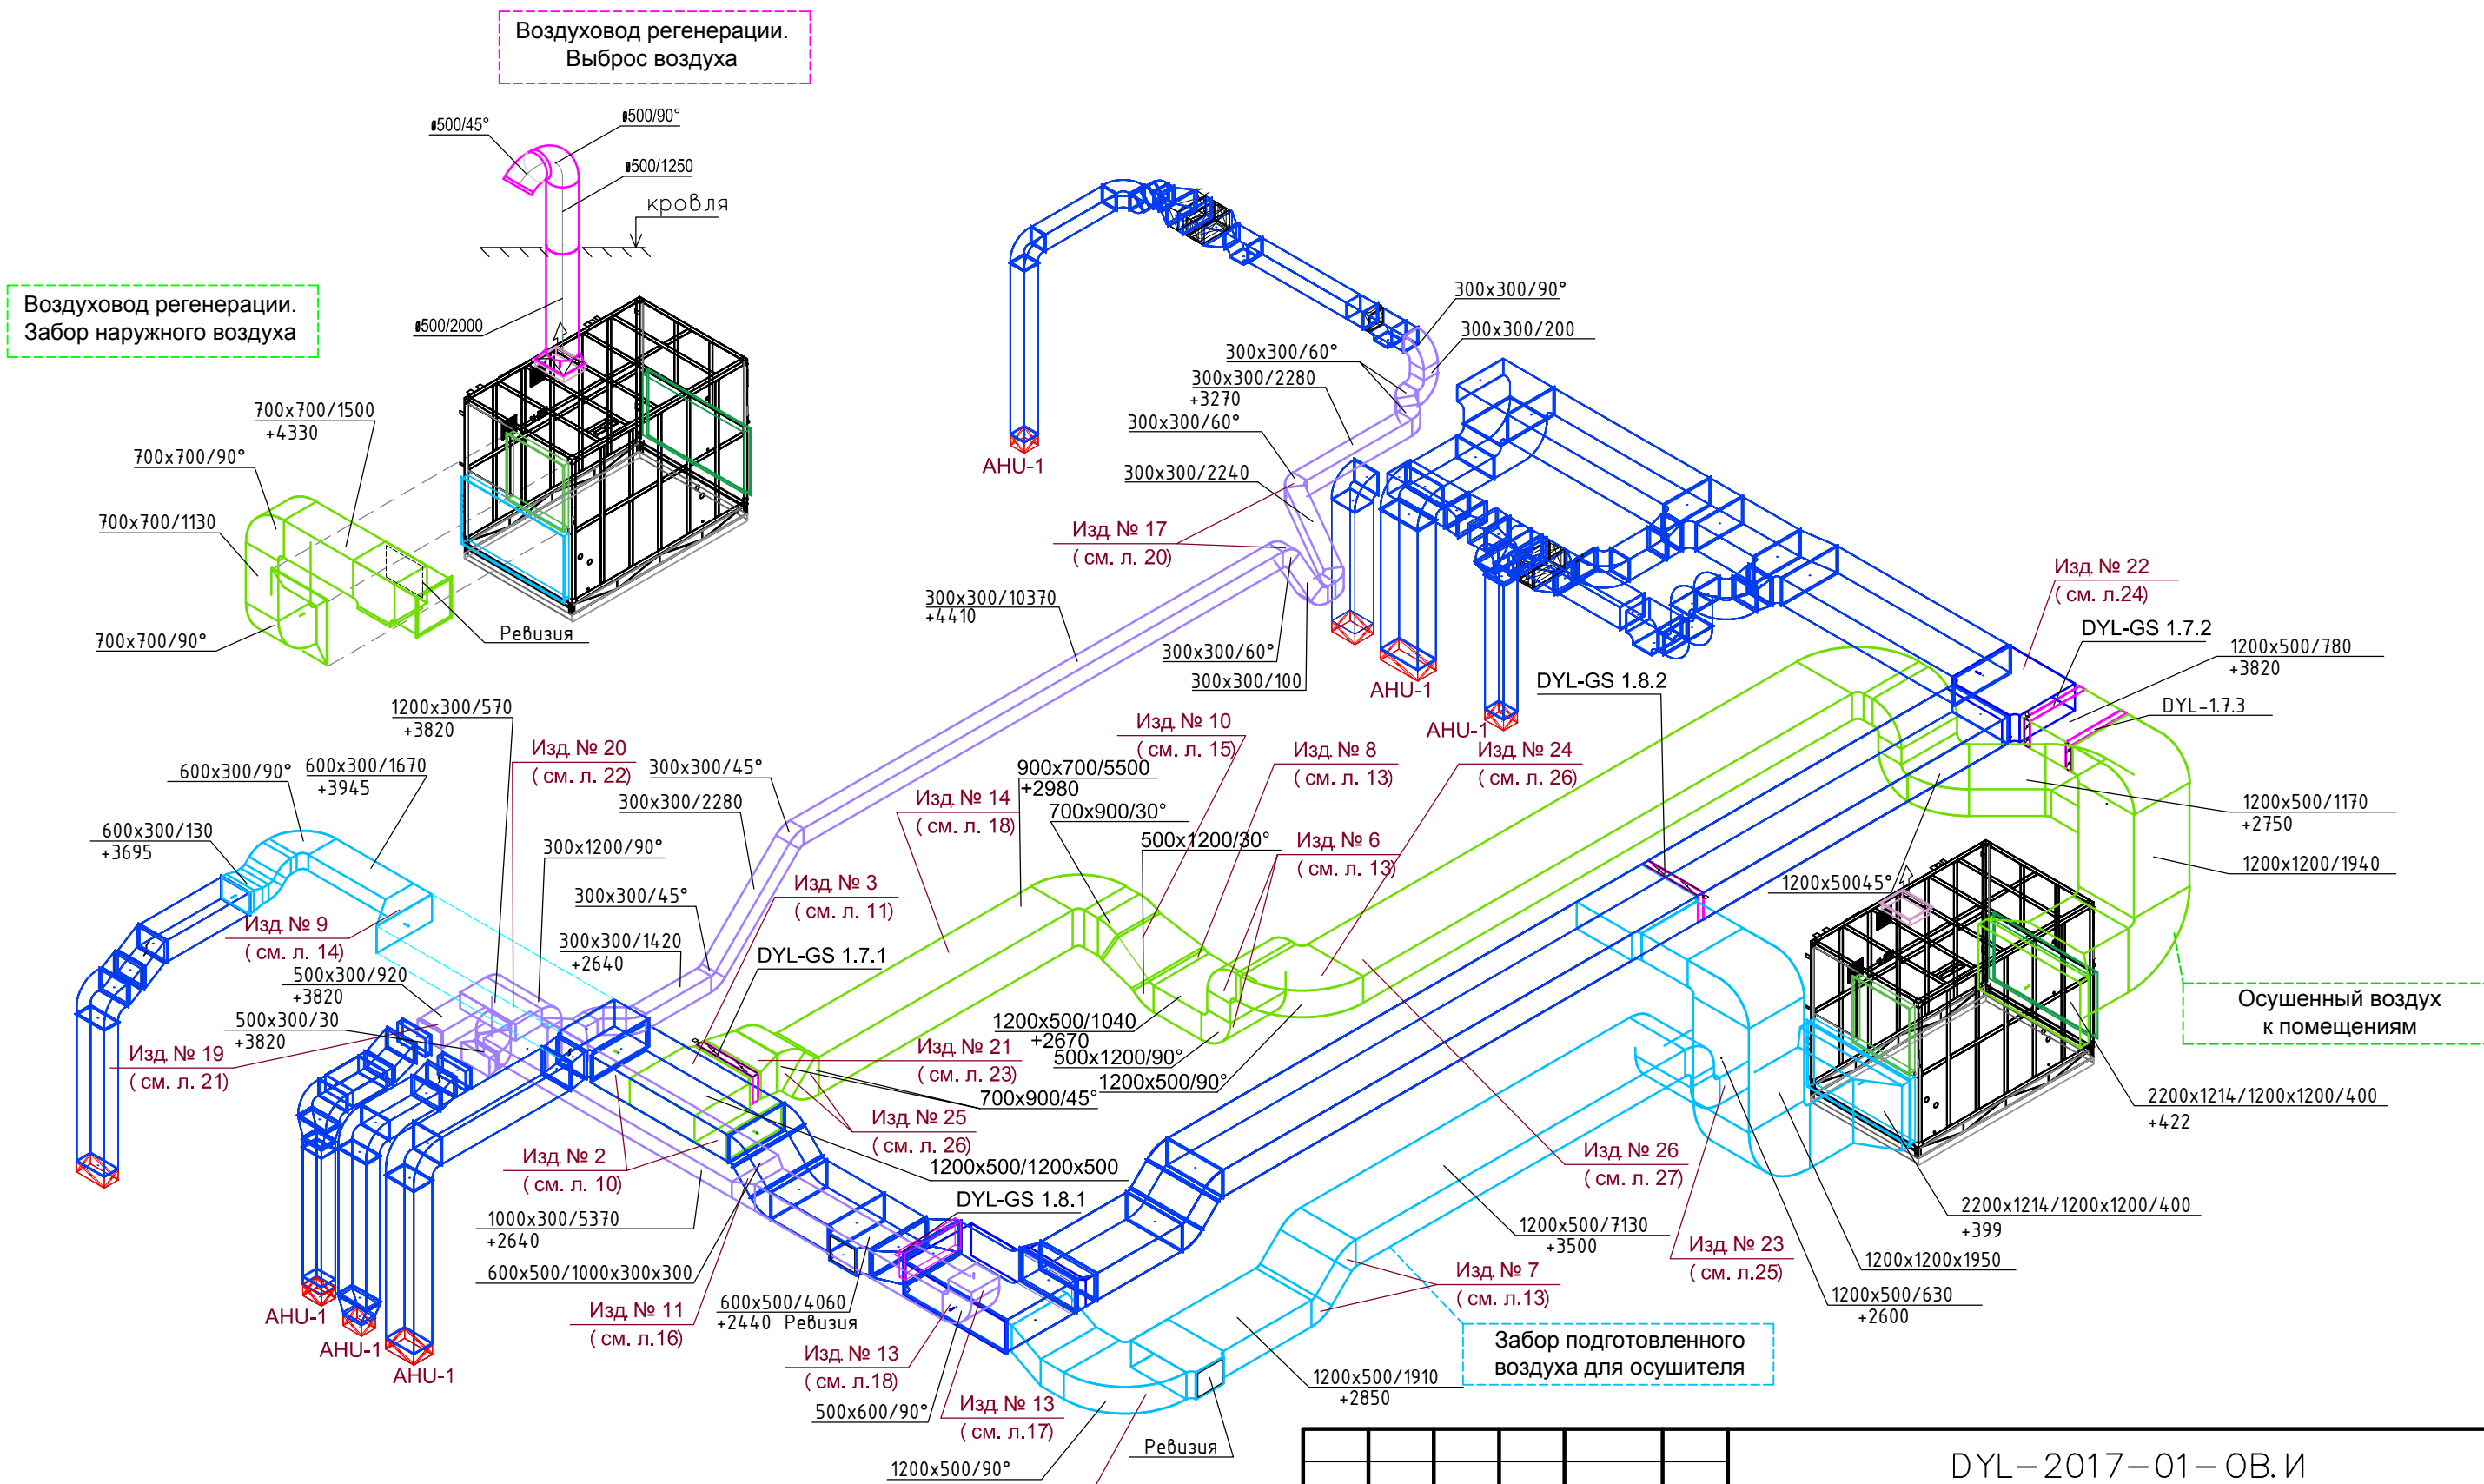 Воздуховод регенерации.
Выброс воздуха
ø500/45°
ø500/90°
ø500/1250
кровля
ø500/2000
Воздуховод регенерации.
Забор наружного воздуха
700x700/1500
+4330
700x700/90°
700x700/1130
700x700/90°
Ревизия
AHU-1
300x300/90°
300x300/200
300x300/60°
300x300/2280
+3270
300x300/60°
300x300/2240
Изд. № 17
( см. л. 20)
300x300/10370
+4410
300x300/60°
300x300/100
AHU-1
AHU-1
Изд. № 22
( см. л.24)
DYL-GS 1.7.2
1200x500/780
+3820
DYL-1.7.3
DYL-GS 1.8.2
1200x300/570
+3820
Изд. № 20
( см. л. 22)
600x300/90°
600x300/1670
+3945
600x300/130
+3695
300x300/45°
300x300/2280
300x1200/90°
300x300/45°
300x300/1420
+2640
Изд. № 9
( см. л. 14)
500x300/920
+3820
500x300/30
+3820
Изд. № 19
( см. л. 21)
Изд. № 10
( см. л. 15)
Изд. № 8
( см. л. 13)
Изд. № 24
( см. л. 26)
900x700/5500
+2980
700x900/30°
Изд. № 14
( см. л. 18)
500x1200/30°
Изд. № 6
( см. л. 13)
Изд. № 3
( см. л. 11)
DYL-GS 1.7.1
1200x500/1170
+2750
1200x1200/1940
1200x50045°
1200x500/1040
+2670
500x1200/90°
1200x500/90°
Изд. № 21
( см. л. 23)
700x900/45°
Изд. № 25
( см. л. 26)
Изд. № 2
( см. л. 10)
1200x500/1200x500
DYL-GS 1.8.1
1000x300/5370
+2640
600x500/1000x300x300
Изд. № 11
( см. л.16)
600x500/4060
+2440 Ревизия
Изд. № 13
( см. л.18)
500x600/90°
Изд. № 13
( см. л.17)
1200x500/90°
Ревизия
AHU-1
AHU-1
AHU-1
Осушенный воздух
к помещениям
2200x1214/1200x1200/400
+422
Изд. № 26
( см. л. 27)
1200x500/7130
+3500
Изд. № 23
( см. л.25)
2200x1214/1200x1200/400
+399
1200x1200x1950
1200x500/630
+2600
Изд. № 7
( см. л.13)
Забор подготовленного
воздуха для осушителя
1200x500/1910
+2850
DYL-2017-01-ОВ.И